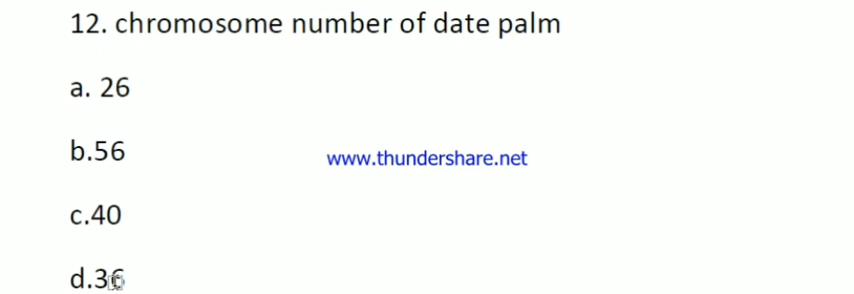 12. chromosome number of date palm
a. 26
b.56
www.thundershare.net
c.40
d.36